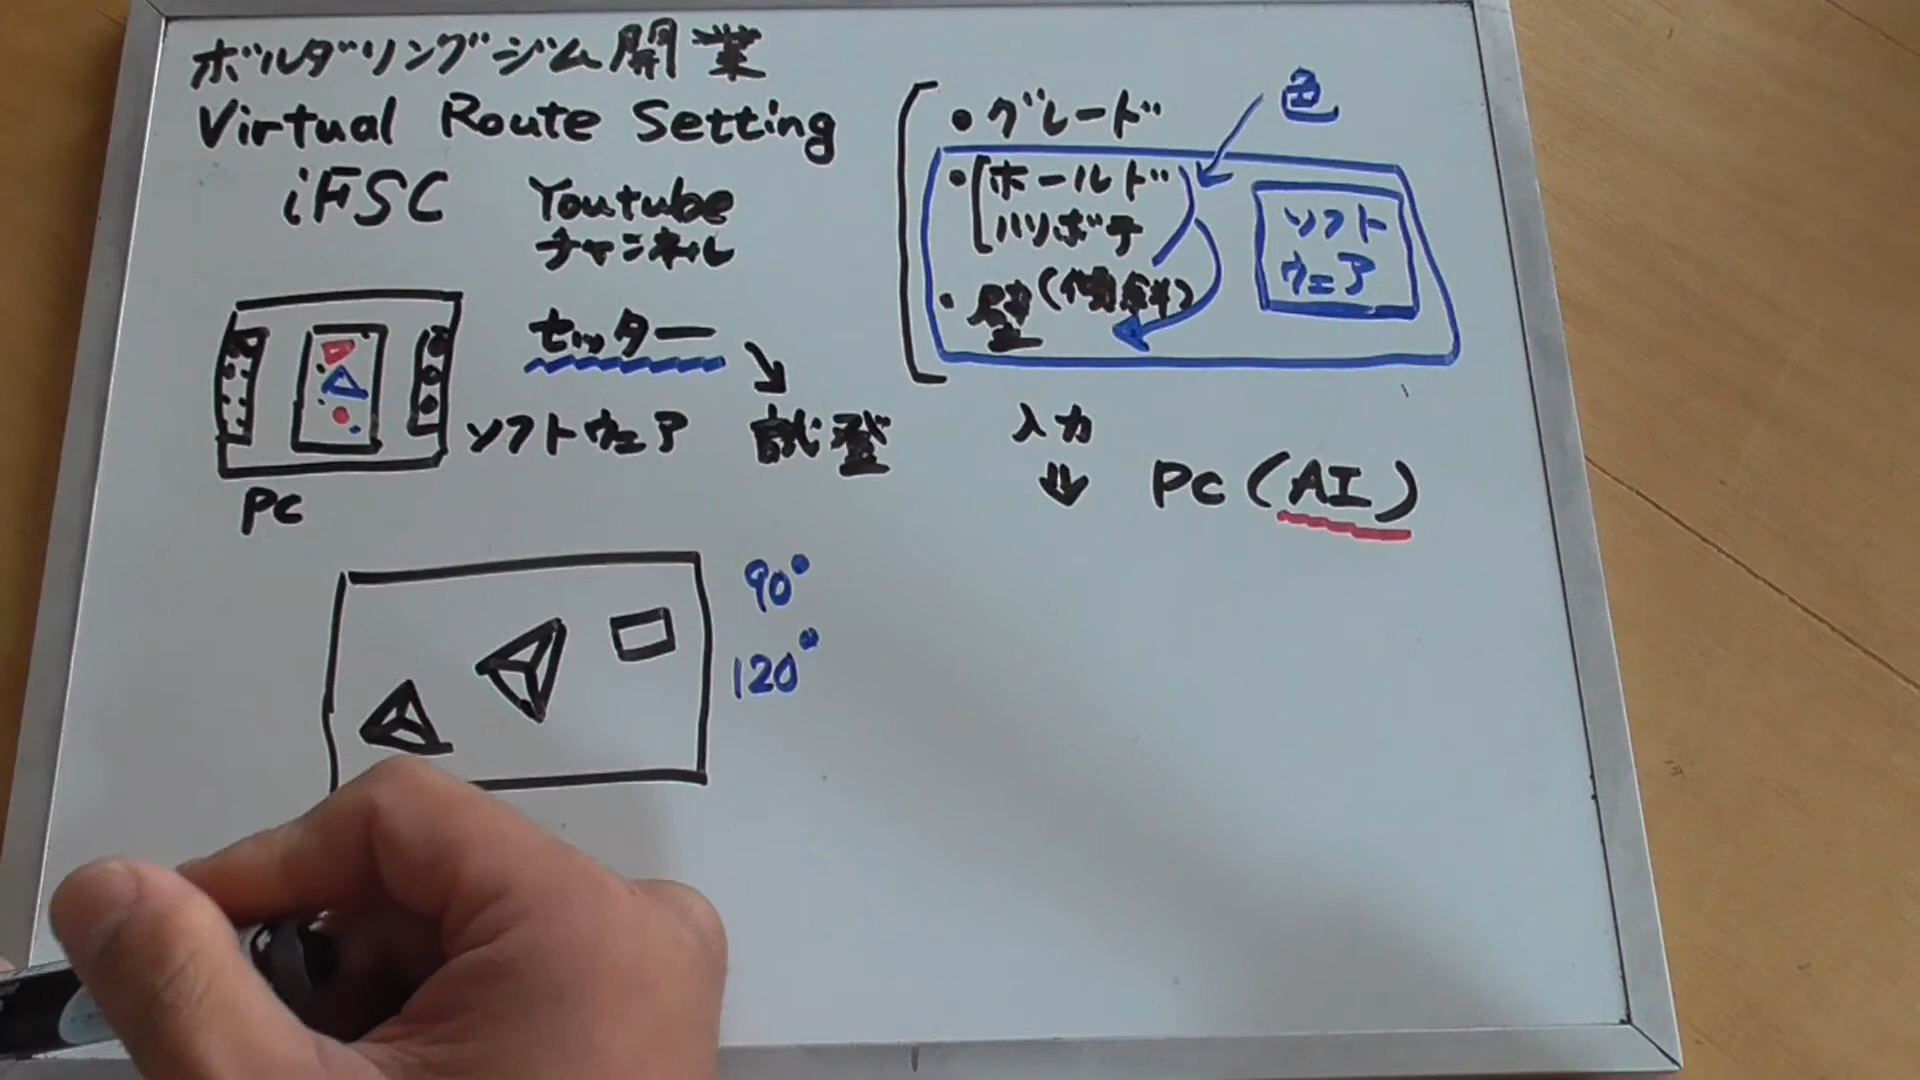 ボルダリングジム開業
Virtual Route Setting
iFSC
Youtube
チャンネル
セッター
ソフトウェア
試登
PC
・グレード
色
・ホールド
ハリボテ
・壁(傾斜)
ソフト
ウェア
入力
PC(AI)
90°
120°